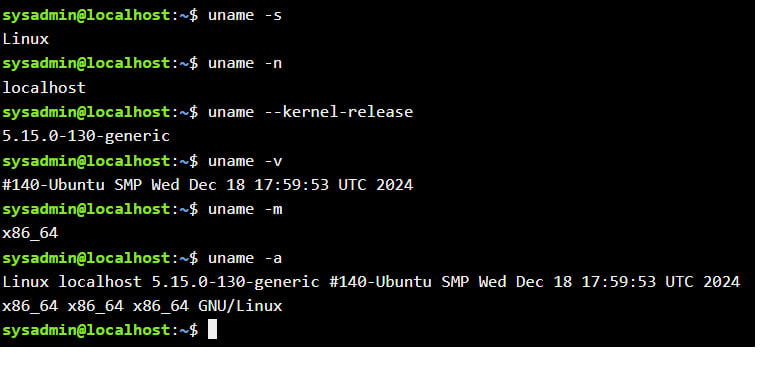 sysadmin@localhost:~$ uname -s
Linux
sysadmin@localhost:~$ uname -n
localhost
sysadmin@localhost:~$ uname --kernel-release
5.15.0-130-generic
sysadmin@localhost:~$ uname -v
#140-Ubuntu SMP Wed Dec 18 17:59:53 UTC 2024
sysadmin@localhost:~$ uname -m
x86_64
sysadmin@localhost:~$ uname -a
Linux localhost 5.15.0-130-generic #140-Ubuntu SMP Wed Dec 18 17:59:53 UTC 2024
x86_64 x86_64 x86_64 GNU/Linux
sysadmin@localhost:~$